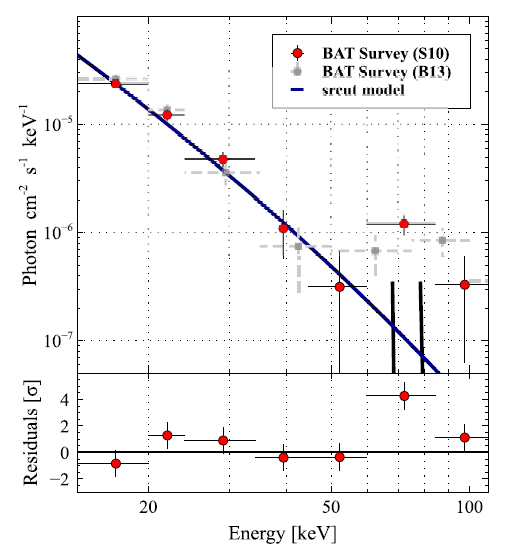 BAT Survey (S10)
BAT Survey (B13)
srcut model
Photon cm⁻² s⁻¹ keV⁻¹
10⁻⁵
10⁻⁶
10⁻⁷
Residuals [σ]
4
2
0
−2
20
50
100
Energy [keV]